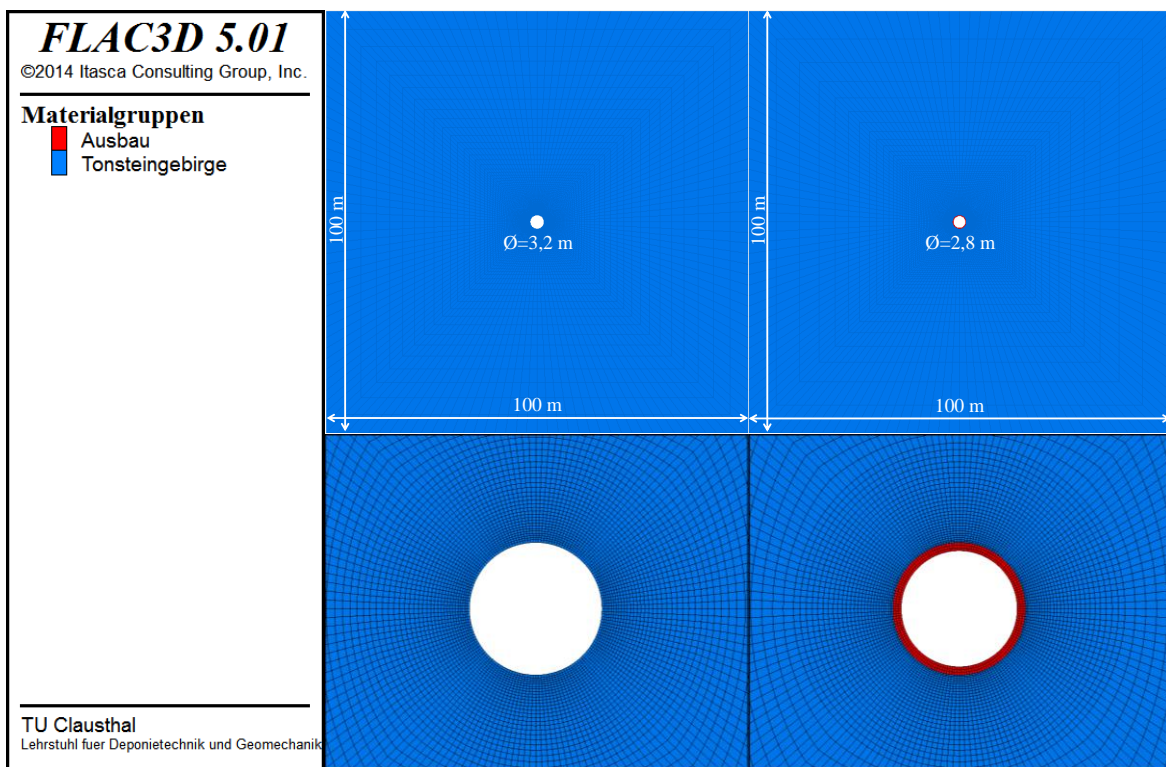 FLAC3D 5.01
©2014 Itasca Consulting Group, Inc.
Materialgruppen
Ausbau
Tonsteingebirge
TU Clausthal
Lehrstuhl fuer Deponietechnik und Geomechanik
100 m
Ø=3,2 m
100 m
100 m
Ø=2,8 m
100 m